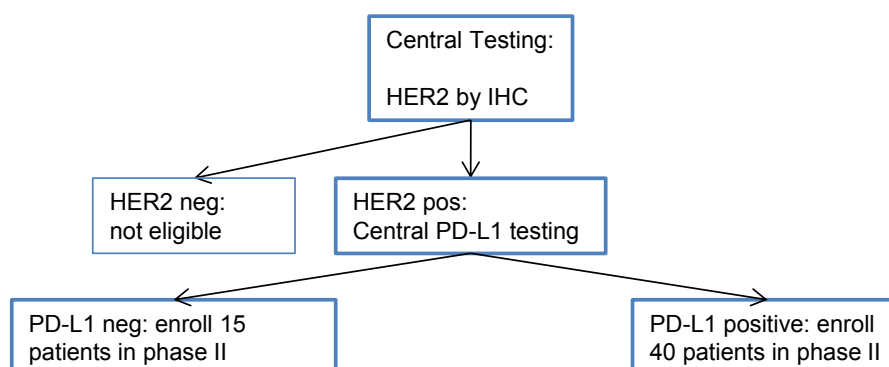 Central Testing:
HER2 by IHC
HER2 neg:
not eligible
HER2 pos:
Central PD-L1 testing
PD-L1 neg: enroll 15
patients in phase II
PD-L1 positive: enroll
40 patients in phase II